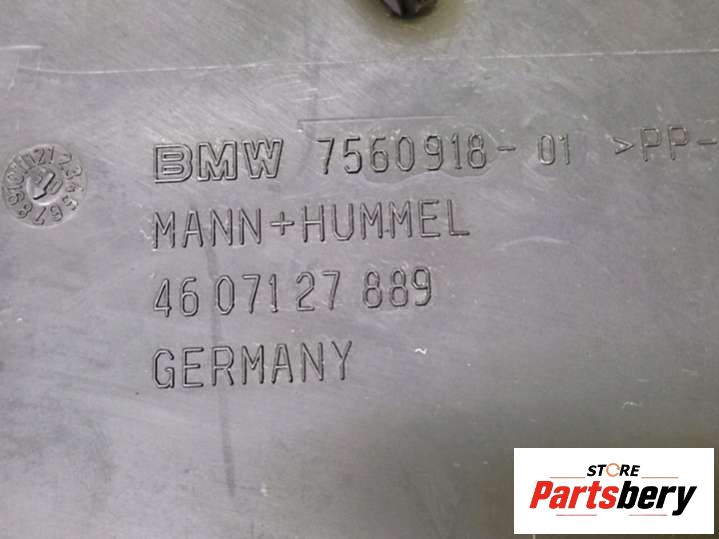 BMW 7560918-01 >PP-
MANN+HUMMEL
46 071 27 889
GERMANY
STORE
Partsbery